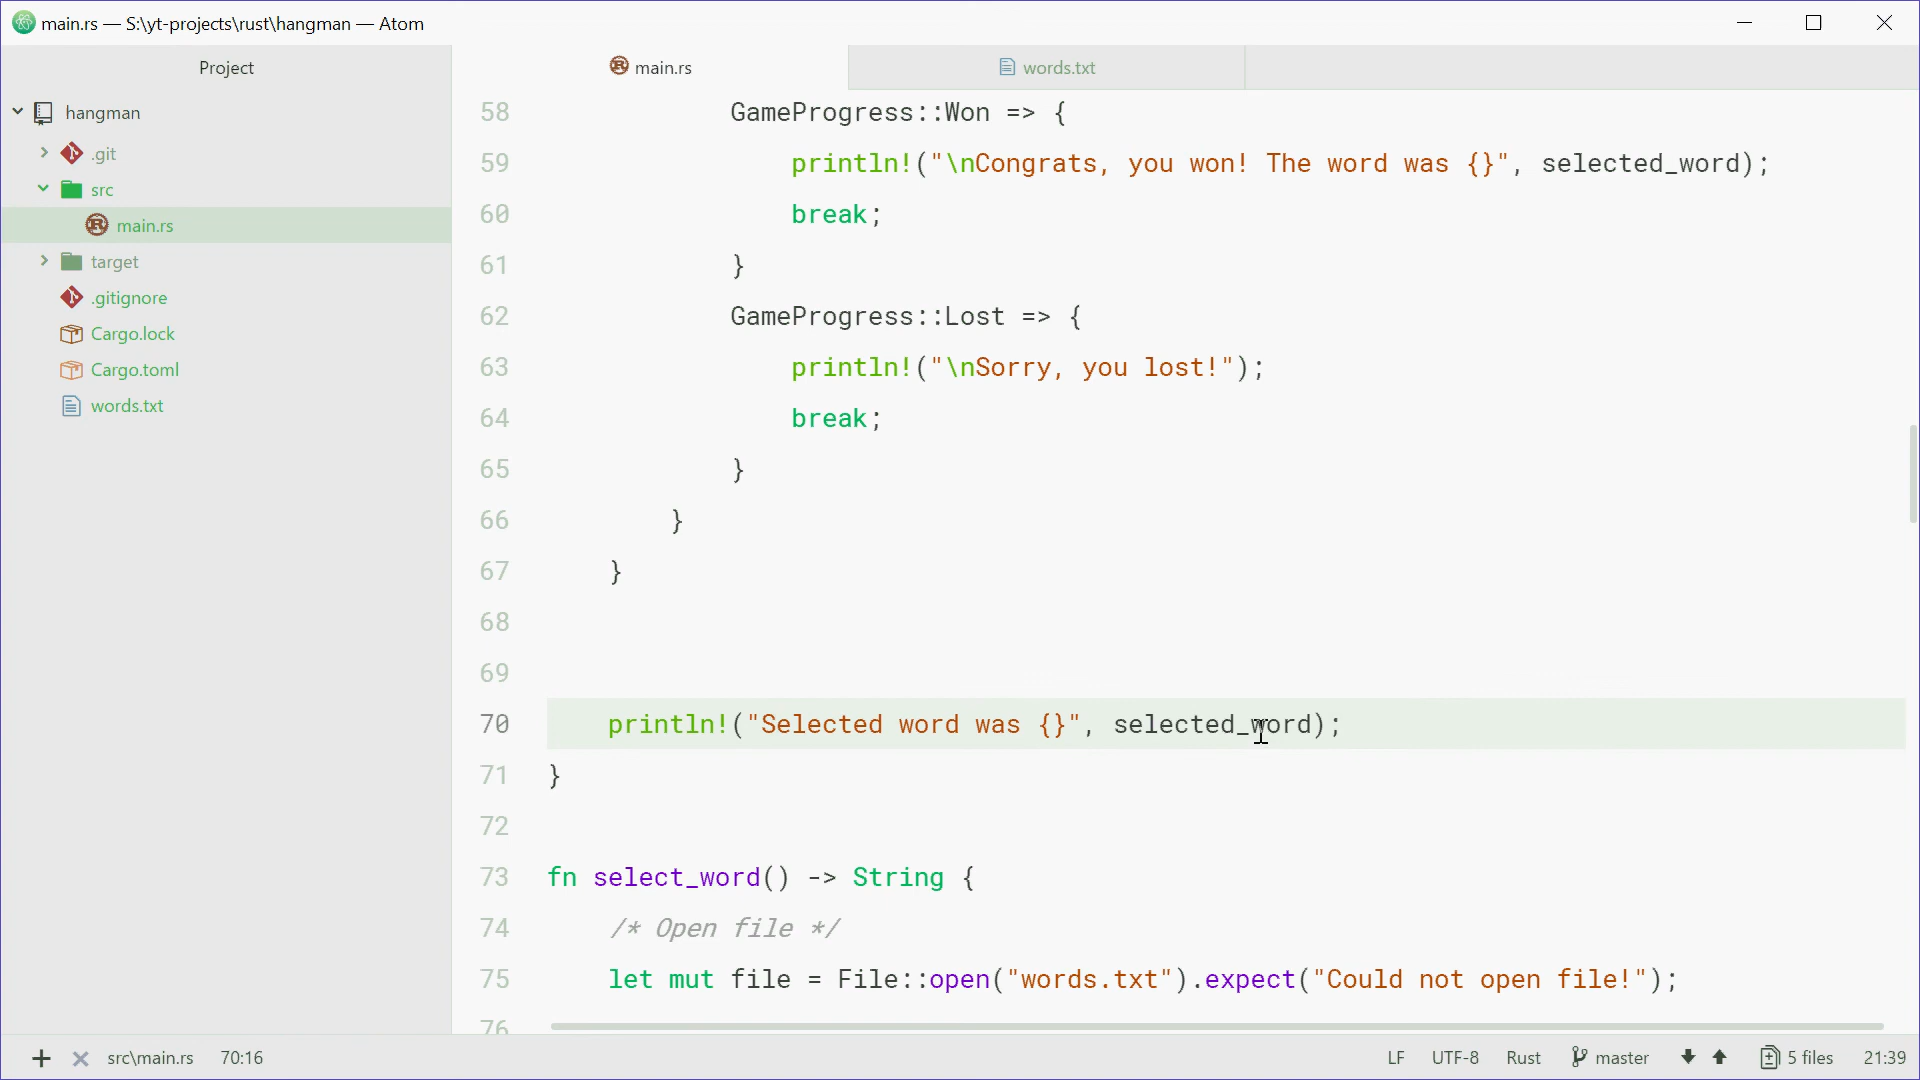 main.rs — S:\yt-projects\rust\hangman — Atom
Project
main.rs
words.txt
hangman
.git
src
main.rs
target
.gitignore
Cargo.lock
Cargo.toml
words.txt
58 GameProgress::Won => {
59 println!("\nCongrats, you won! The word was {}", selected_word);
60 break;
61 }
62 GameProgress::Lost => {
63 println!("\nSorry, you lost!");
64 break;
65 }
66 }
67 }
68
69
70 println!("Selected word was {}", selected_word);
71 }
72
73 fn select_word() -> String {
74 /* Open file */
75 let mut file = File::open("words.txt").expect("Could not open file!");
76
src\main.rs 70:16
LF UTF-8 Rust master 5 files 21:39